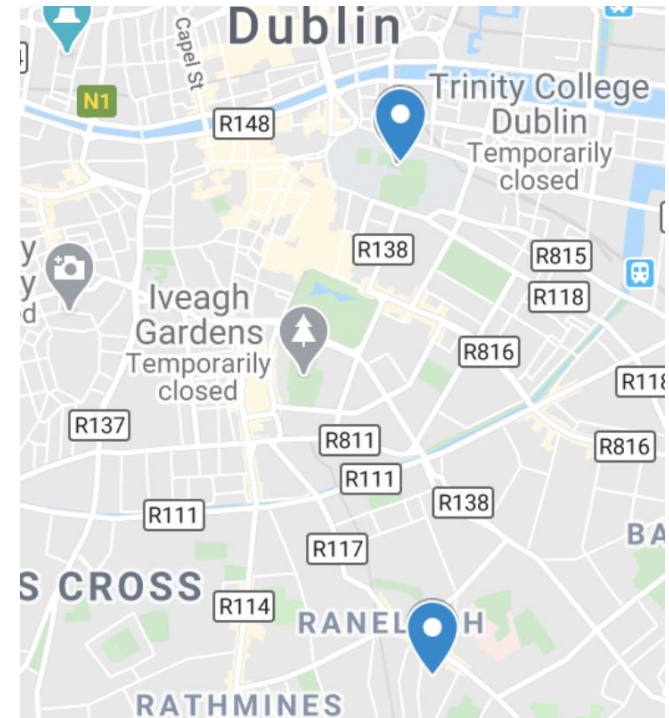 Dublin
Capel St
N1
R148
Trinity College
Dublin
Temporarily
closed
R138
R815
R118
Iveagh
Gardens
Temporarily
closed
R816
R118
R137
R811
R816
R111
R138
R111
R117
S CROSS
R114
RANEL H
RATHMINES
BA
y
y
d